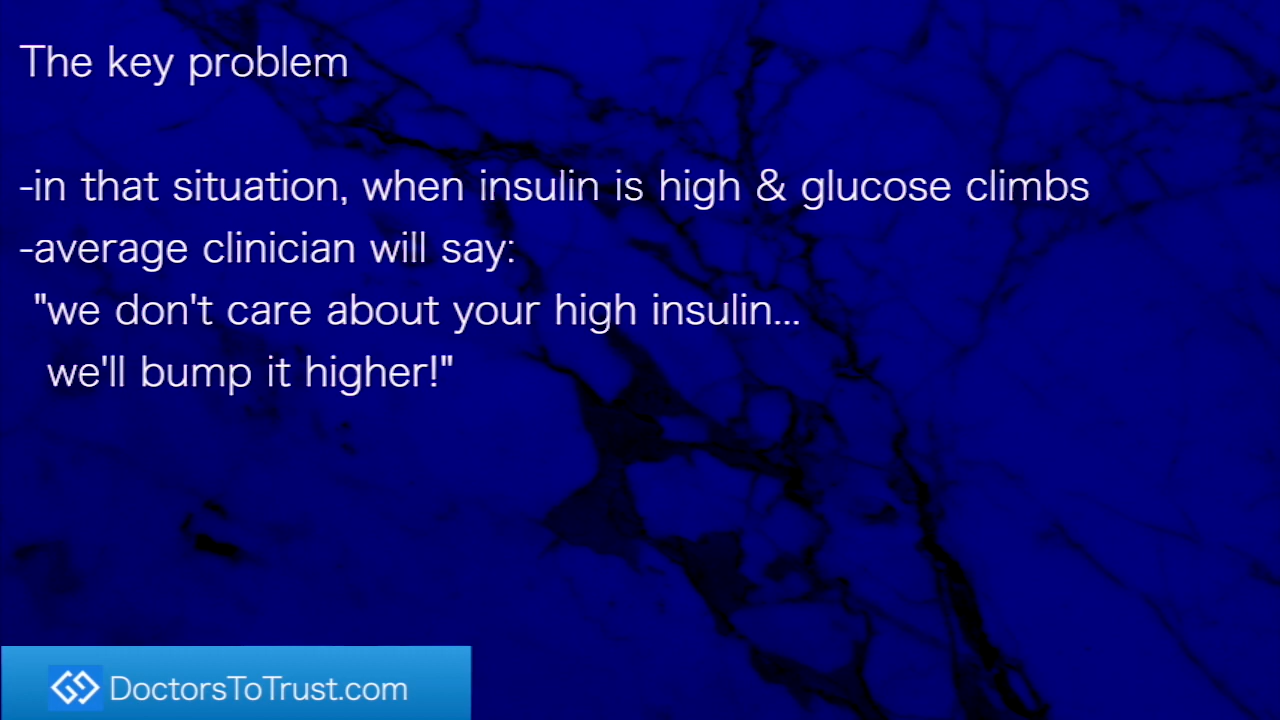 The key problem
-in that situation, when insulin is high & glucose climbs
-average clinician will say:
"we don't care about your high insulin...
we'll bump it higher!"
DoctorsToTrust.com